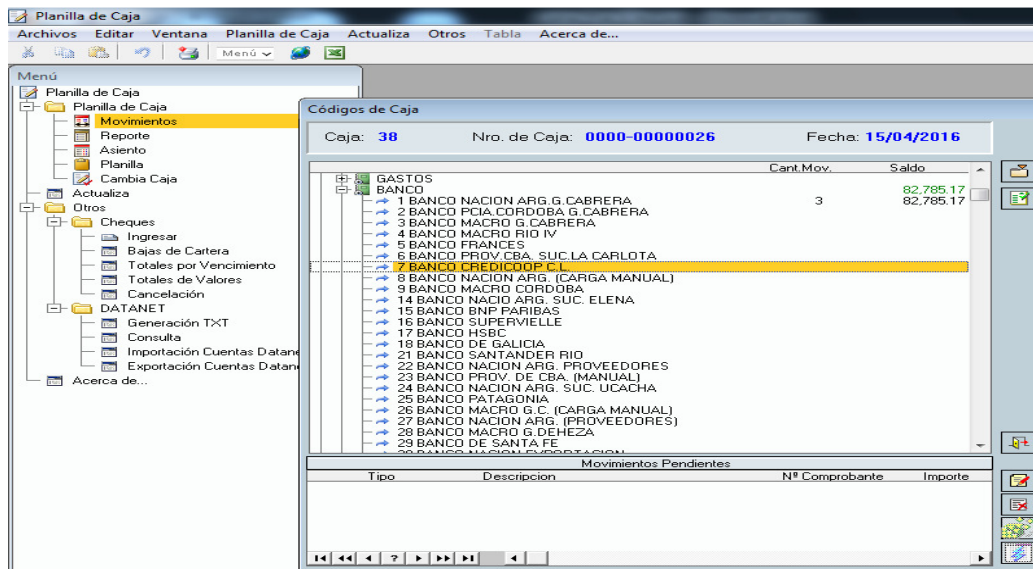 Planilla de Caja
Archivos Editar Ventana Planilla de Caja Actualiza Otros Tabla Acerca de...
Menú
Menú
Planilla de Caja
Planilla de Caja
Movimientos
Reporte
Asiento
Planilla
Cambia Caja
Actualiza
Otros
Cheques
Ingresar
Bajas de Cartera
Totales por Vencimiento
Totales de Valores
Cancelación
DATANET
Generación TXT
Consulta
Importación Cuentas Datane
Exportación Cuentas Datan
Acerca de...
Códigos de Caja
Caja: 38 Nro. de Caja: 0000-00000026 Fecha: 15/04/2016
Cant.Mov. Saldo
GASTOS
BANCO 82,785.17
1 BANCO NACION ARG.G.CABRERA 3 82,785.17
2 BANCO PCIA.CORDOBA G.CABRERA
3 BANCO MACRO G.CABRERA
4 BANCO MACRO RIO IV
5 BANCO FRANCES
6 BANCO PROV.CBA. SUC.LA CARLOTA
7 BANCO CREDICOOP C.L.
8 BANCO NACION ARG. (CARGA MANUAL)
9 BANCO MACRO CORDOBA
14 BANCO NACIO ARG. SUC. ELENA
15 BANCO BNP PARIBAS
16 BANCO SUPERVIELLE
17 BANCO HSBC
18 BANCO DE GALICIA
21 BANCO SANTANDER RIO
22 BANCO NACION ARG. PROVEEDORES
23 BANCO PROV. DE CBA. (MANUAL)
24 BANCO NACION ARG. SUC. UCACHA
25 BANCO PATAGONIA
26 BANCO MACRO G.C. (CARGA MANUAL)
27 BANCO NACION ARG. (PROVEEDORES)
28 BANCO MACRO G.DEHEZA
29 BANCO DE SANTA FE
30 BANCO NACION EXPORTACION
Movimientos Pendientes
Tipo Descripcion Nº Comprobante Importe